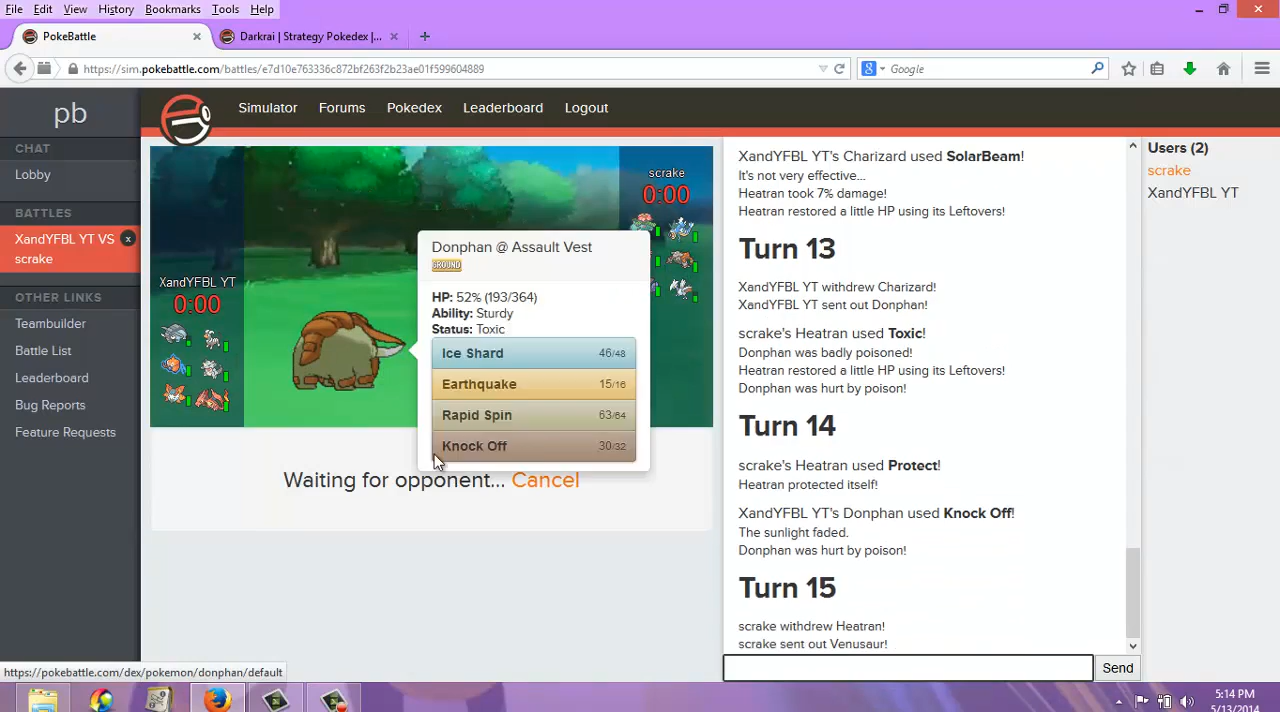 File Edit View History Bookmarks Tools Help
PokeBattle
Darkrai | Strategy Pokedex |...
https://sim.pokebattle.com/battles/e7d10e763336c872bf263f2b23ae01f599604889
Google
pb
Simulator Forums Pokedex Leaderboard Logout
CHAT
Lobby
BATTLES
XandYFBL YT VS
scrake
OTHER LINKS
Teambuilder
Battle List
Leaderboard
Bug Reports
Feature Requests
XandYFBL YT
0:00
scrake
0:00
Donphan @ Assault Vest
GROUND
HP: 52% (193/364)
Ability: Sturdy
Status: Toxic
Ice Shard 46/48
Earthquake 15/16
Rapid Spin 63/64
Knock Off 30/32
Waiting for opponent... Cancel
XandYFBL YT's Charizard used SolarBeam!
It's not very effective...
Heatran took 7% damage!
Heatran restored a little HP using its Leftovers!
Turn 13
XandYFBL YT withdrew Charizard!
XandYFBL YT sent out Donphan!
scrake's Heatran used Toxic!
Donphan was badly poisoned!
Heatran restored a little HP using its Leftovers!
Donphan was hurt by poison!
Turn 14
scrake's Heatran used Protect!
Heatran protected itself!
XandYFBL YT's Donphan used Knock Off!
The sunlight faded.
Donphan was hurt by poison!
Turn 15
scrake withdrew Heatran!
scrake sent out Venusaur!
Send
Users (2)
scrake
XandYFBL YT
https://pokebattle.com/dex/pokemon/donphan/default
5:14 PM
5/13/2014